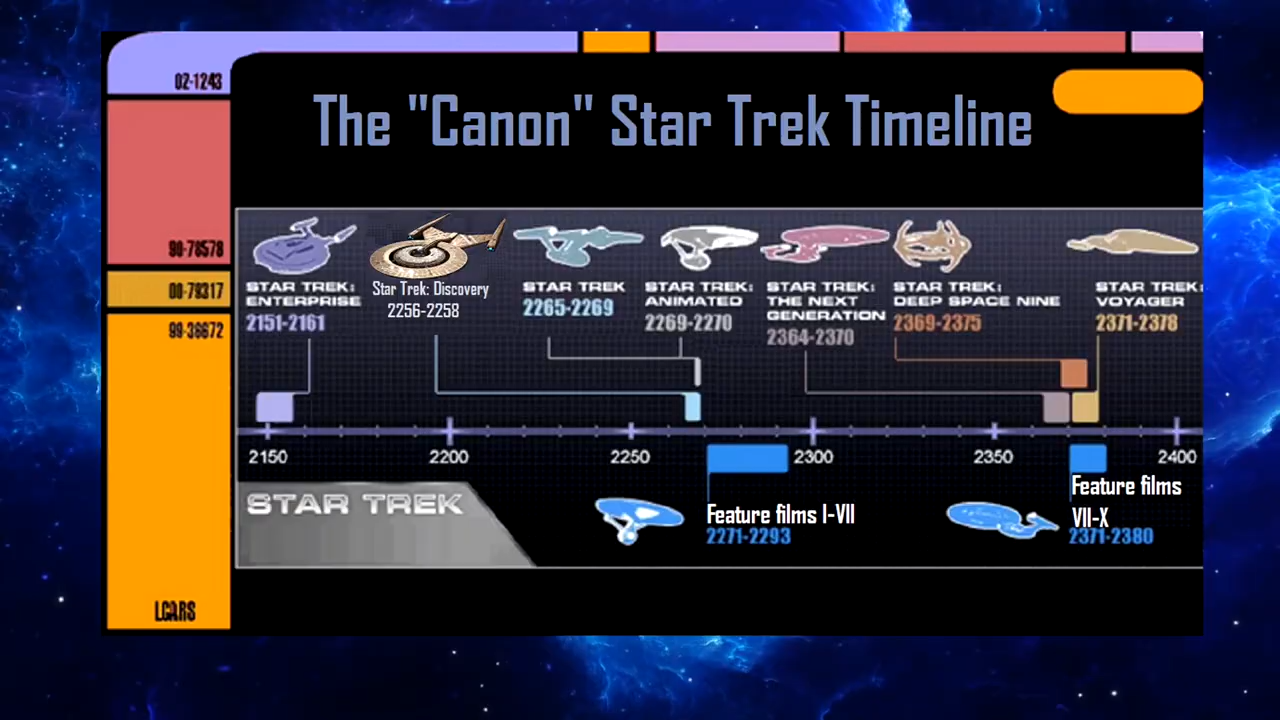 02-1243
The "Canon" Star Trek Timeline
90-78578
00-79317
99-36672
STAR TREK:
ENTERPRISE
2151-2161
Star Trek: Discovery
2256-2258
STAR TREK
2265-2269
STAR TREK:
ANIMATED
2269-2270
STAR TREK:
THE NEXT
GENERATION
2364-2370
STAR TREK:
DEEP SPACE NINE
2369-2375
STAR TREK:
VOYAGER
2371-2378
2150
2200
2250
2300
2350
2400
STAR TREK
Feature films I-VII
2271-2293
Feature films
VII-X
2371-2380
LCARS